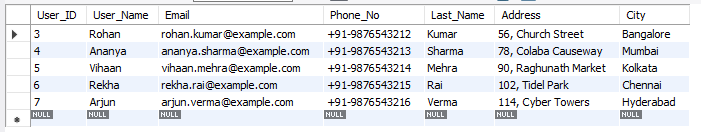 User_ID User_Name Email Phone_No Last_Name Address City
3 Rohan rohan.kumar@example.com +91-9876543212 Kumar 56, Church Street Bangalore
4 Ananya ananya.sharma@example.com +91-9876543213 Sharma 78, Colaba Causeway Mumbai
5 Vihaan vihaan.mehra@example.com +91-9876543214 Mehra 90, Raghunath Market Kolkata
6 Rekha rekha.rai@example.com +91-9876543215 Rai 102, Tidel Park Chennai
7 Arjun arjun.verma@example.com +91-9876543216 Verma 114, Cyber Towers Hyderabad
NULL NULL NULL NULL NULL NULL NULL